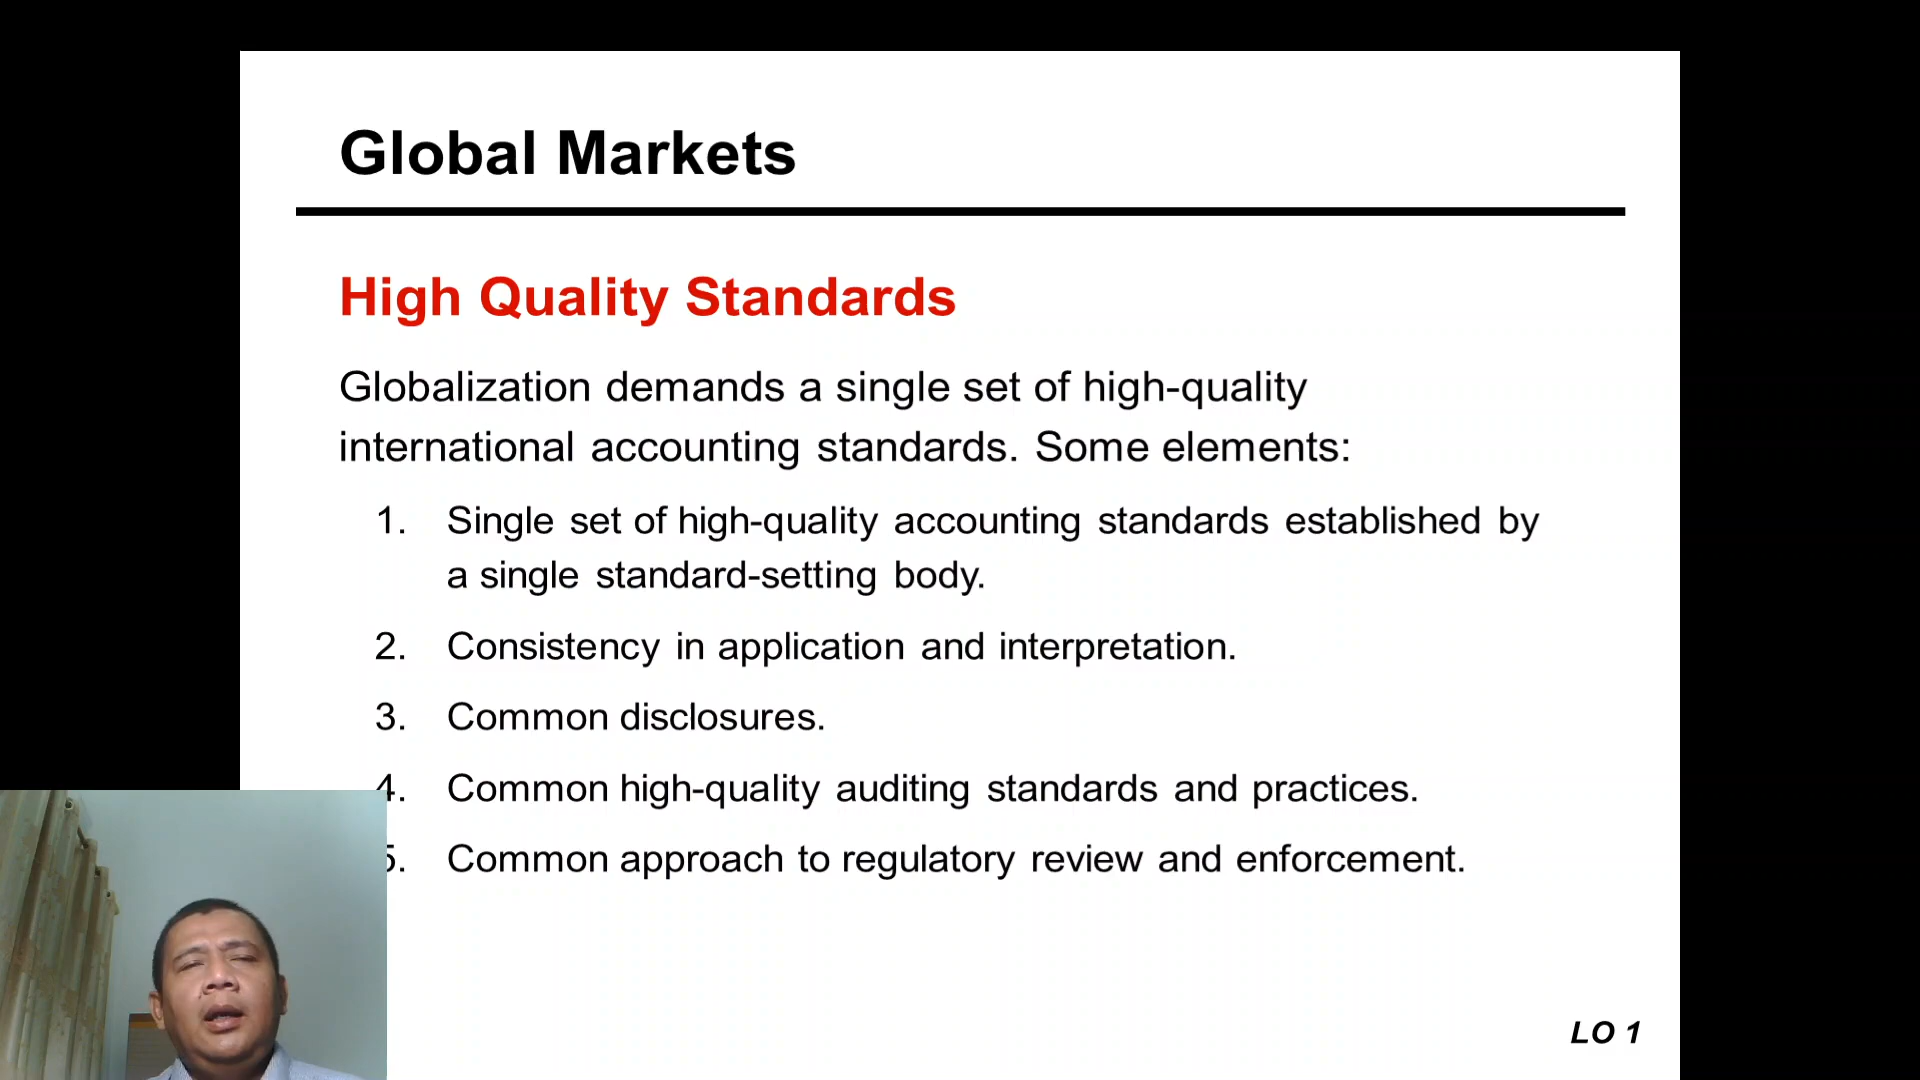 Global Markets
High Quality Standards
Globalization demands a single set of high-quality
international accounting standards. Some elements:
1. Single set of high-quality accounting standards established by
a single standard-setting body.
2. Consistency in application and interpretation.
3. Common disclosures.
4. Common high-quality auditing standards and practices.
5. Common approach to regulatory review and enforcement.
LO 1